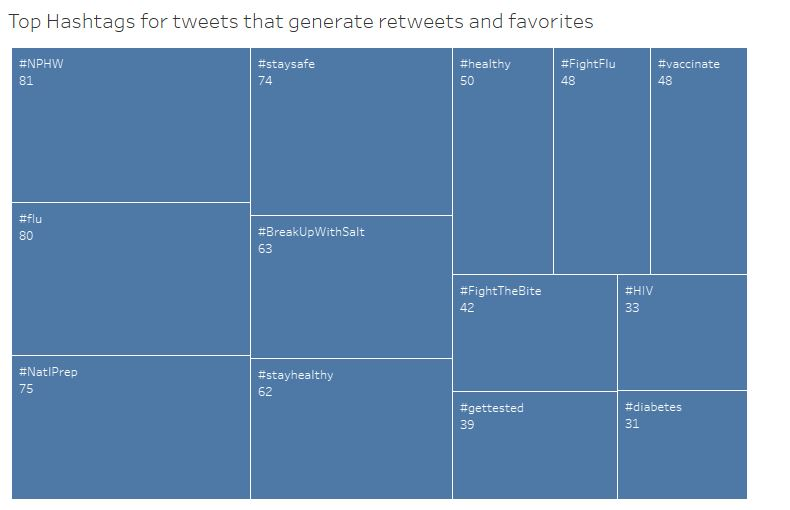 Top Hashtags for tweets that generate retweets and favorites
#NPHW
81
#flu
80
#NatlPrep
75
#staysafe
74
#BreakUpWithSalt
63
#stayhealthy
62
#healthy
50
#FightFlu
48
#vaccinate
48
#FightTheBite
42
#gettested
39
#HIV
33
#diabetes
31